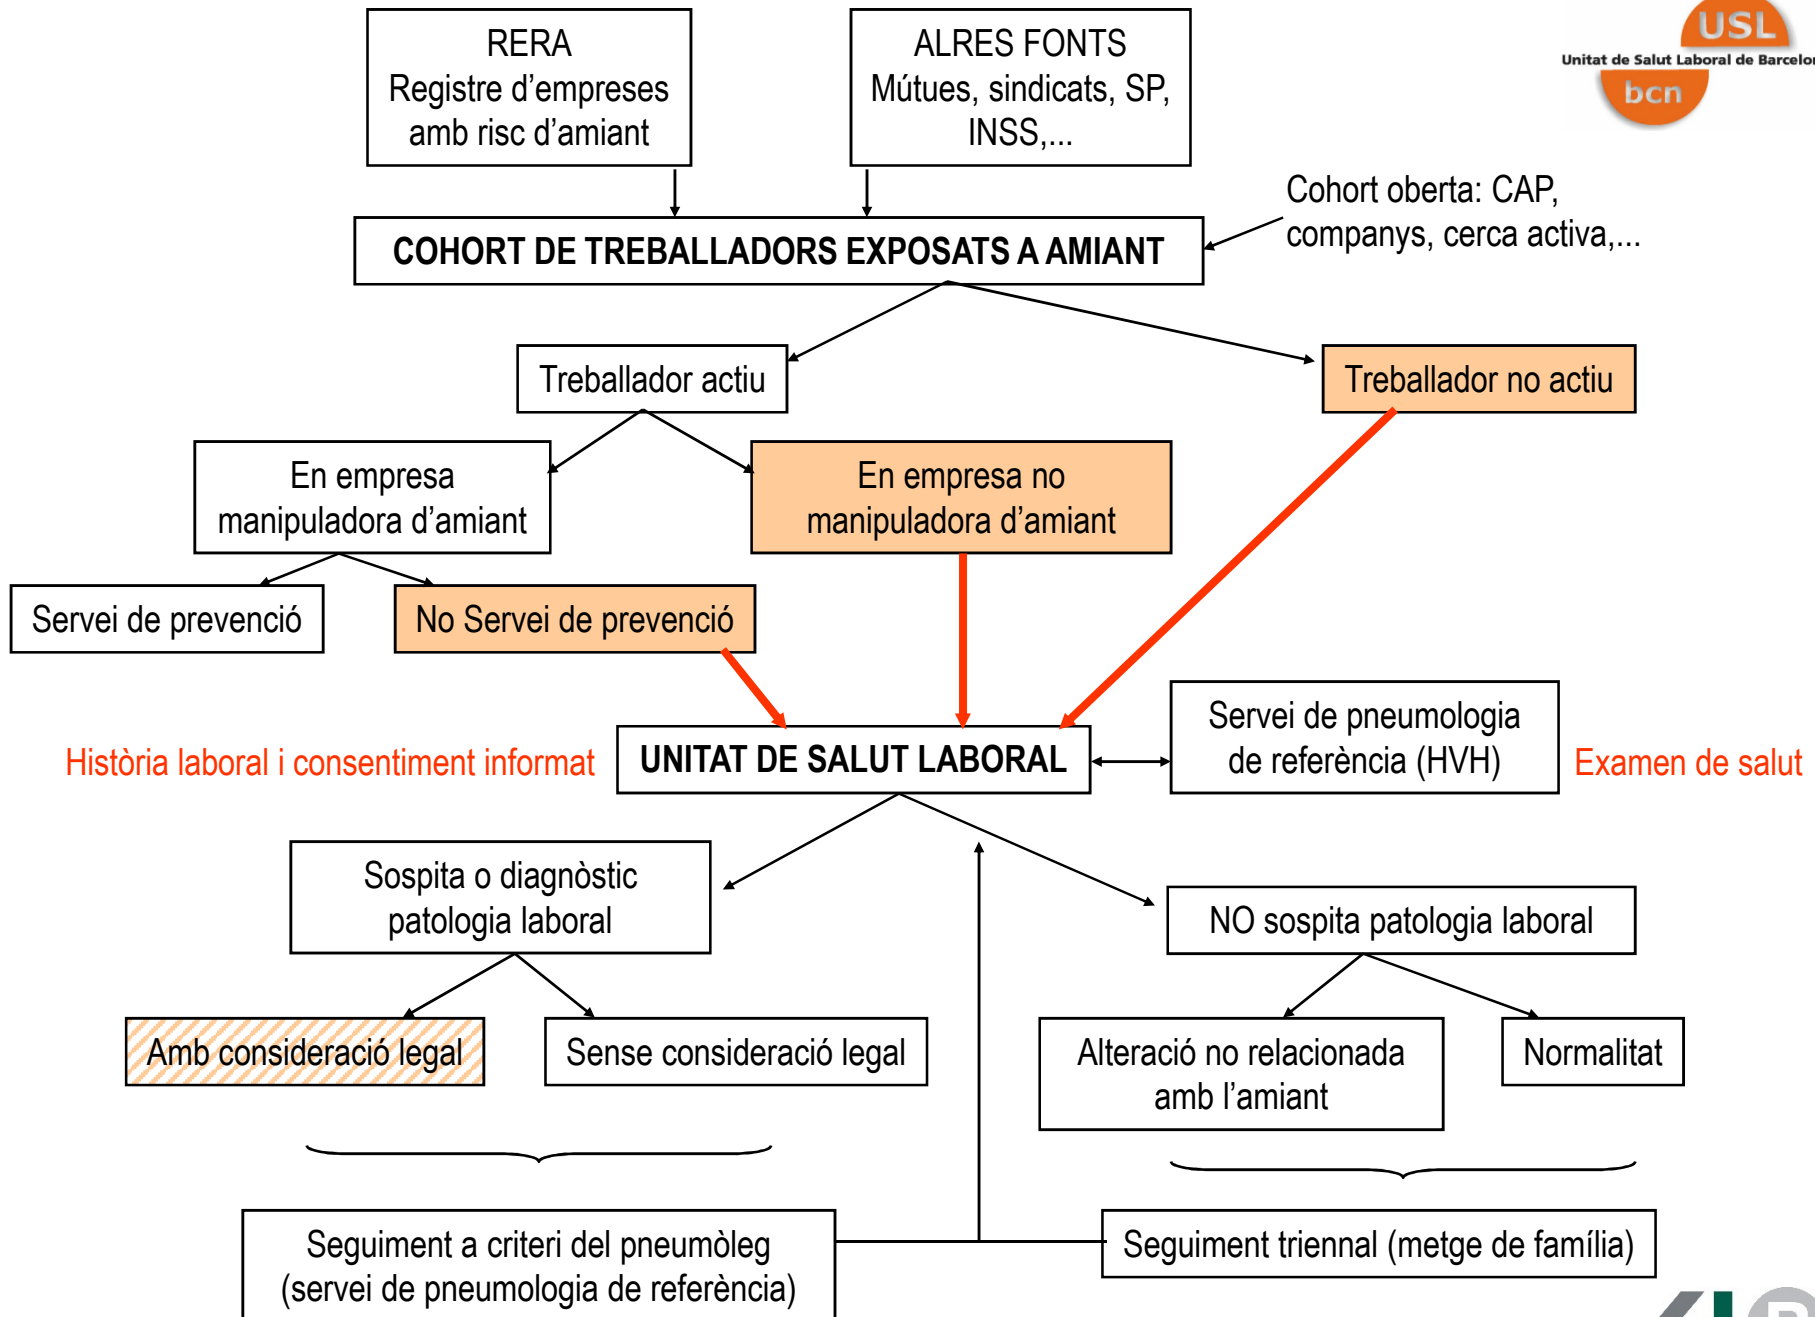 USL
Unitat de Salut Laboral de Barcelon
bcn
RERA
Registre d’empreses
amb risc d’amiant
ALRES FONTS
Mútues, sindicats, SP,
INSS,...
Cohort oberta: CAP,
companys, cerca activa,...
COHORT DE TREBALLADORS EXPOSATS A AMIANT
Treballador actiu
Treballador no actiu
En empresa
manipuladora d’amiant
En empresa no
manipuladora d’amiant
Servei de prevenció
No Servei de prevenció
Història laboral i consentiment informat
UNITAT DE SALUT LABORAL
Servei de pneumologia
de referència (HVH)
Examen de salut
Sospita o diagnòstic
patologia laboral
NO sospita patologia laboral
Amb consideració legal
Sense consideració legal
Alteració no relacionada
amb l’amiant
Normalitat
Seguiment a criteri del pneumòleg
(servei de pneumologia de referència)
Seguiment triennal (metge de família)